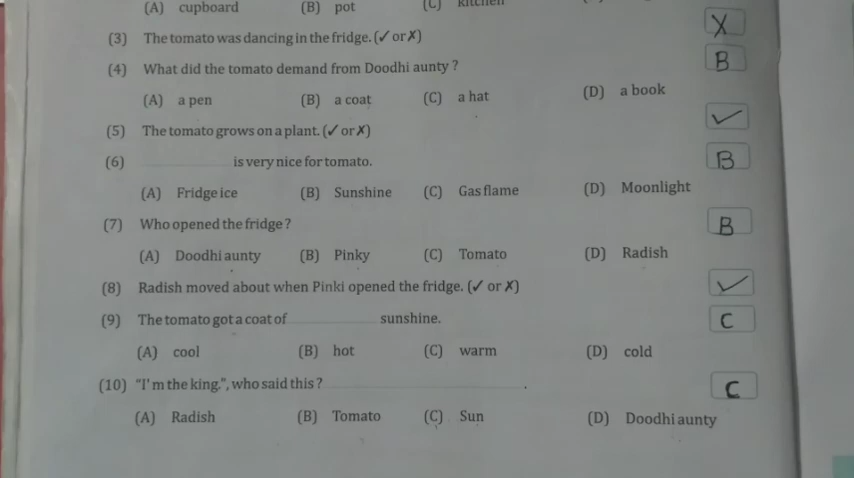 (A) cupboard (B) pot (C) kitchen
(3) The tomato was dancing in the fridge. (✓ or ✗) X
(4) What did the tomato demand from Doodhi aunty ? B
(A) a pen (B) a coat (C) a hat (D) a book
(5) The tomato grows on a plant. (✓ or ✗) ✓
(6) ____________ is very nice for tomato. B
(A) Fridge ice (B) Sunshine (C) Gas flame (D) Moonlight
(7) Who opened the fridge ? B
(A) Doodhi aunty (B) Pinky (C) Tomato (D) Radish
(8) Radish moved about when Pinki opened the fridge. (✓ or ✗) ✓
(9) The tomato got a coat of ____________ sunshine. C
(A) cool (B) hot (C) warm (D) cold
(10) "I'm the king.", who said this ? ____________. C
(A) Radish (B) Tomato (C) Sun (D) Doodhi aunty